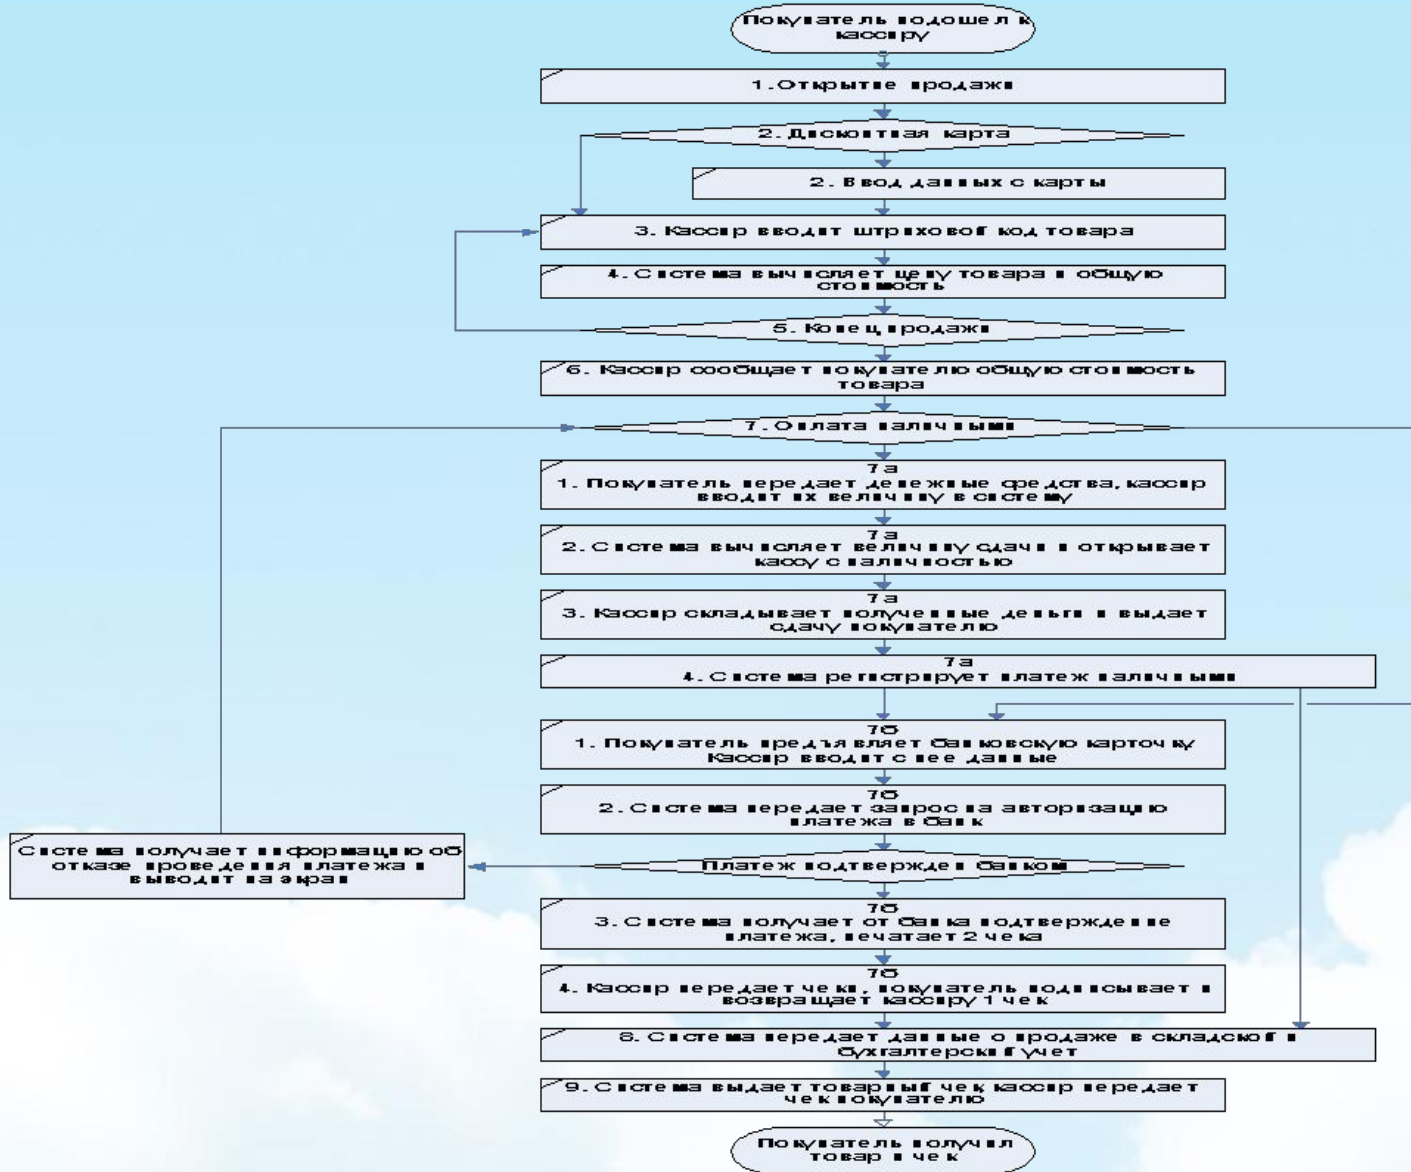 Покупатель подошел к
кассиру
1. Открытие продажи
2. Дисконтная карта
2. Ввод данных с карты
3. Кассир вводит штриховой код товара
4. Система вычисляет цену товара и общую
стоимость
5. Конец продажи
6. Кассир сообщает покупателю общую стоимость
товара
7. Оплата наличными
7а
1. Покупатель передает денежные средства, кассир
вводит их величину в систему
7а
2. Система вычисляет величину сдачи и открывает
кассу с наличностью
7а
3. Кассир складывает полученные деньги и выдает
сдачу покупателю
7а
4. Система регистрирует платеж наличными
7б
1. Покупатель предъявляет банковскую карточку
Кассир вводит с нее данные
7б
2. Система передает запрос на авторизацию
платежа в банк
Система получает информацию об
отказе проведения платежа и
выводит на экран
Платеж подтвержден банком
7б
3. Система получает от банка подтверждение
платежа, печатает 2 чека
7б
4. Кассир передает чеки, покупатель подписывает и
возвращает кассиру 1 чек
8. Система передает данные о продаже в складской и
бухгалтерский учет
9. Система выдает товарный чек кассир передает
чек покупателю
Покупатель получил
товар и чек